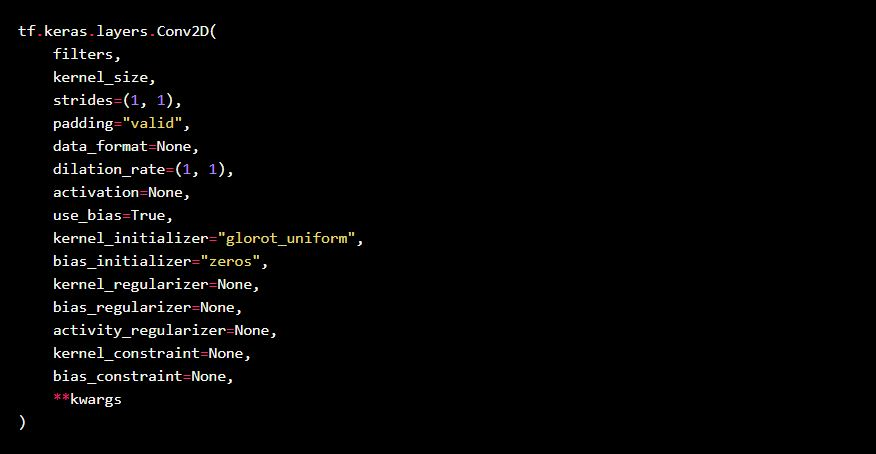 tf.keras.layers.Conv2D(
    filters,
    kernel_size,
    strides=(1, 1),
    padding="valid",
    data_format=None,
    dilation_rate=(1, 1),
    activation=None,
    use_bias=True,
    kernel_initializer="glorot_uniform",
    bias_initializer="zeros",
    kernel_regularizer=None,
    bias_regularizer=None,
    activity_regularizer=None,
    kernel_constraint=None,
    bias_constraint=None,
    **kwargs
)